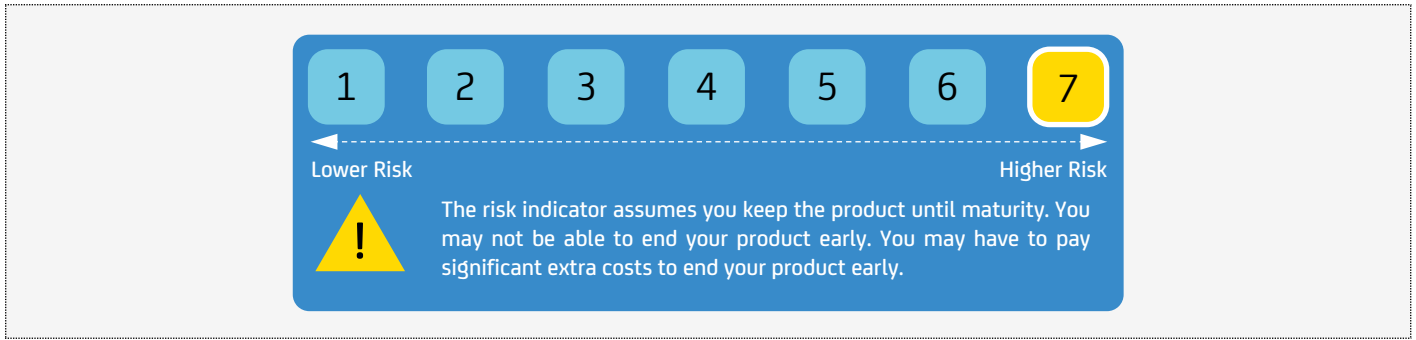 1 2 3 4 5 6 7
Lower Risk Higher Risk
!
The risk indicator assumes you keep the product until maturity. You
may not be able to end your product early. You may have to pay
significant extra costs to end your product early.